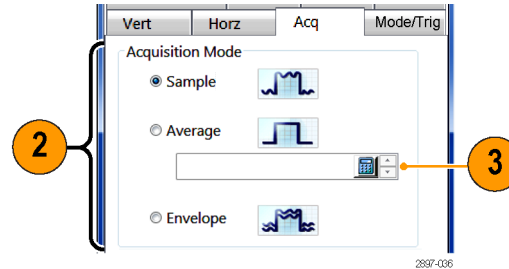 Vert Horz Acq Mode/Trig
Acquisition Mode
Sample
2
Average
3
Envelope
2897-036